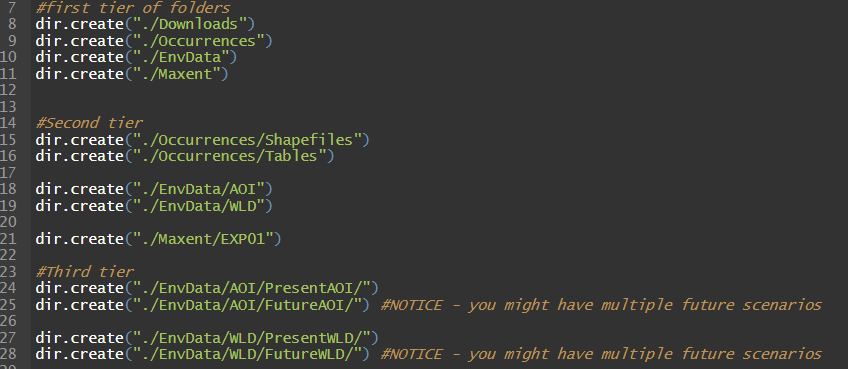 7 #first tier of folders
8 dir.create("./Downloads")
9 dir.create("./Occurrences")
10 dir.create("./EnvData")
11 dir.create("./Maxent")
12
13
14 #Second tier
15 dir.create("./Occurrences/Shapefiles")
16 dir.create("./Occurrences/Tables")
17
18 dir.create("./EnvData/AOI")
19 dir.create("./EnvData/WLD")
20
21 dir.create("./Maxent/EXP01")
22
23 #Third tier
24 dir.create("./EnvData/AOI/PresentAOI/")
25 dir.create("./EnvData/AOI/FutureAOI/") #NOTICE - you might have multiple future scenarios
26
27 dir.create("./EnvData/WLD/PresentWLD/")
28 dir.create("./EnvData/WLD/FutureWLD/") #NOTICE - you might have multiple future scenarios